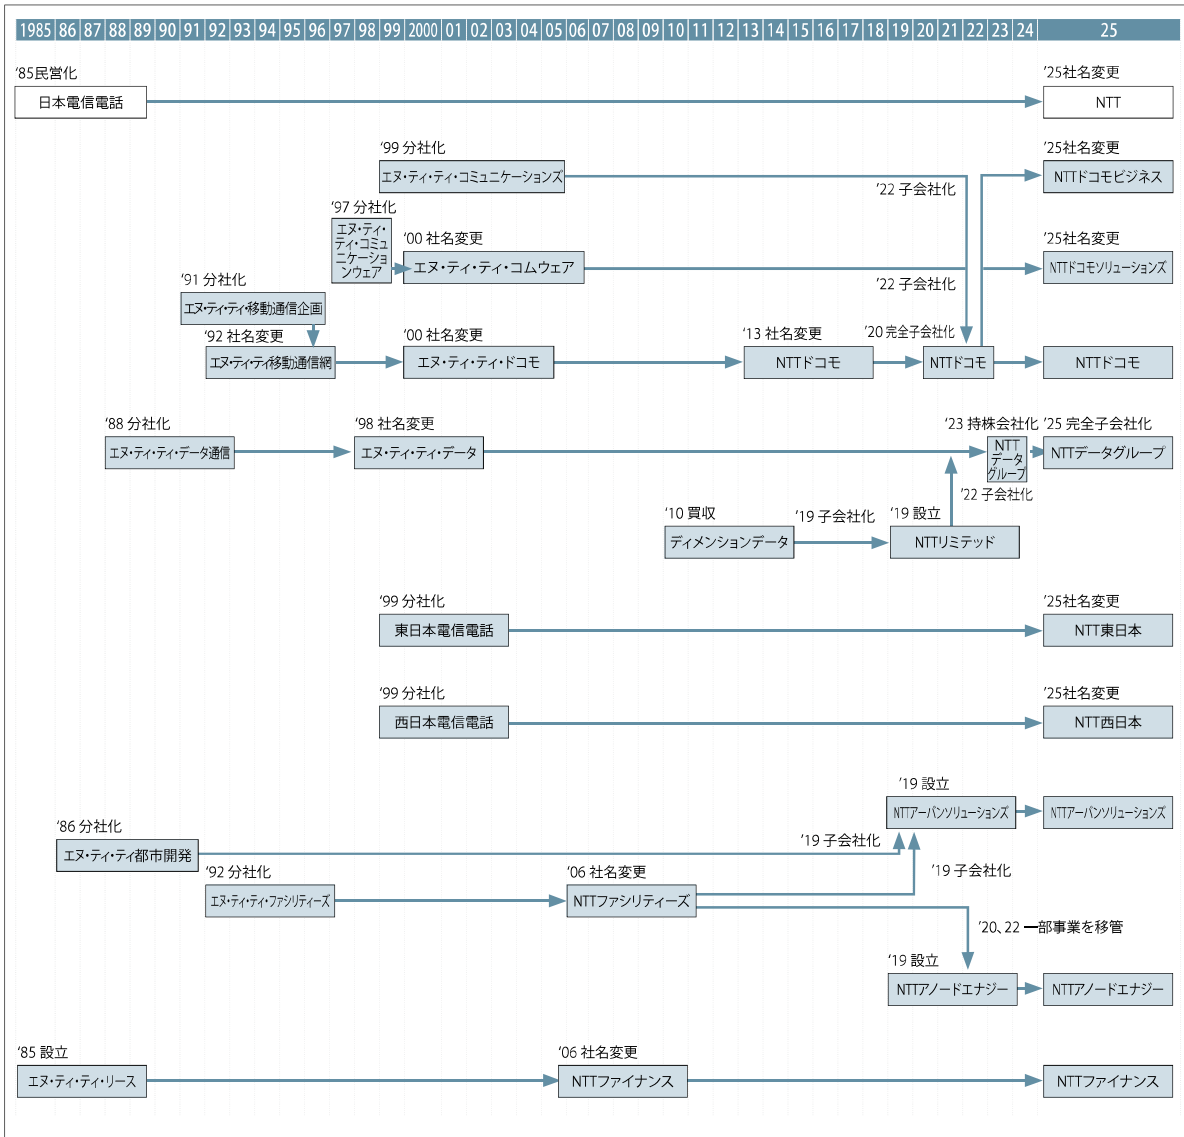 1985 86 87 88 89 90 91 92 93 94 95 96 97 98 99 2000 01 02 03 04 05 06 07 08 09 10 11 12 13 14 15 16 17 18 19 20 21 22 23 24 25
‘85民営化
日本電信電話
’25社名変更
NTT
‘99 分社化
エヌ・ティ・ティ・コミュニケーションズ
’22 子会社化
’25社名変更
NTTドコモビジネス
‘97 分社化
エヌ・ティ・
ティ・コミュ
ニケーショ
ンウェア
‘00 社名変更
エヌ・ティ・ティ・コムウェア
’22 子会社化
’25社名変更
NTTドコモソリューションズ
‘91 分社化
エヌ・ティ・ティ・移動通信企画
‘92 社名変更
エヌ・ティ・ティ移動通信網
‘00 社名変更
エヌ・ティ・ティ・ドコモ
’13 社名変更
NTTドコモ
’20 完全子会社化
NTTドコモ
NTTドコモ
‘88 分社化
エヌ・ティ・ティ・データ通信
‘98 社名変更
エヌ・ティ・ティ・データ
‘23 持株会社化
NTT
データ
グループ
’25 完全子会社化
NTTデータグループ
’22 子会社化
‘10 買収
ディメンションデータ
’19 子会社化
‘19 設立
NTTリミテッド
‘99 分社化
東日本電信電話
’25社名変更
NTT東日本
‘99 分社化
西日本電信電話
’25社名変更
NTT西日本
’19 設立
NTTアーバンソリューションズ
NTTアーバンソリューションズ
‘86 分社化
エヌ・ティ・ティ都市開発
’19 子会社化
’19 子会社化
‘92 分社化
エヌ・ティ・ティ・ファシリティーズ
’06 社名変更
NTTファシリティーズ
’20、22 一部事業を移管
‘19 設立
NTTアノードエナジー
NTTアノードエナジー
‘85 設立
エヌ・ティ・ティ・リース
’06 社名変更
NTTファイナンス
NTTファイナンス